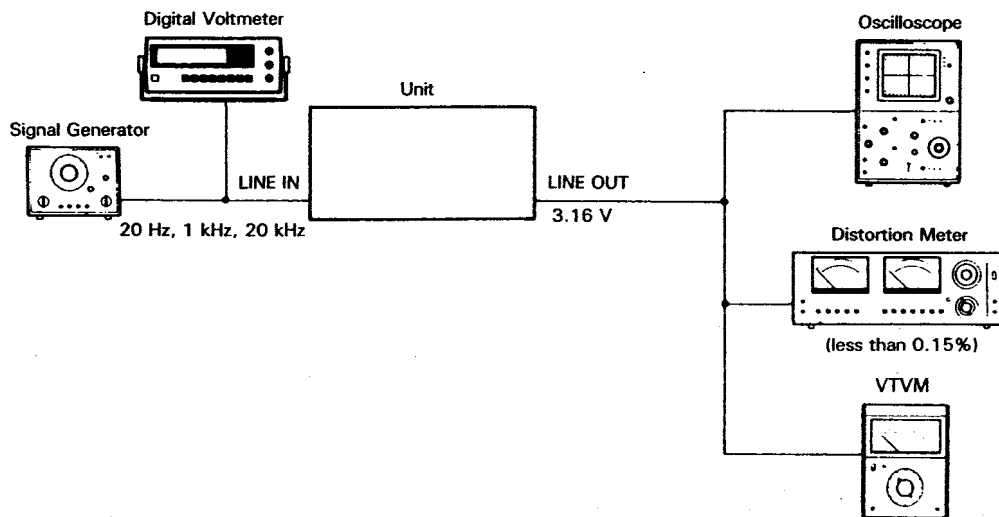 Digital Voltmeter
Oscilloscope
Unit
Signal Generator
LINE IN
LINE OUT
20 Hz, 1 kHz, 20 kHz
3.16 V
Distortion Meter
(less than 0.15%)
VTVM